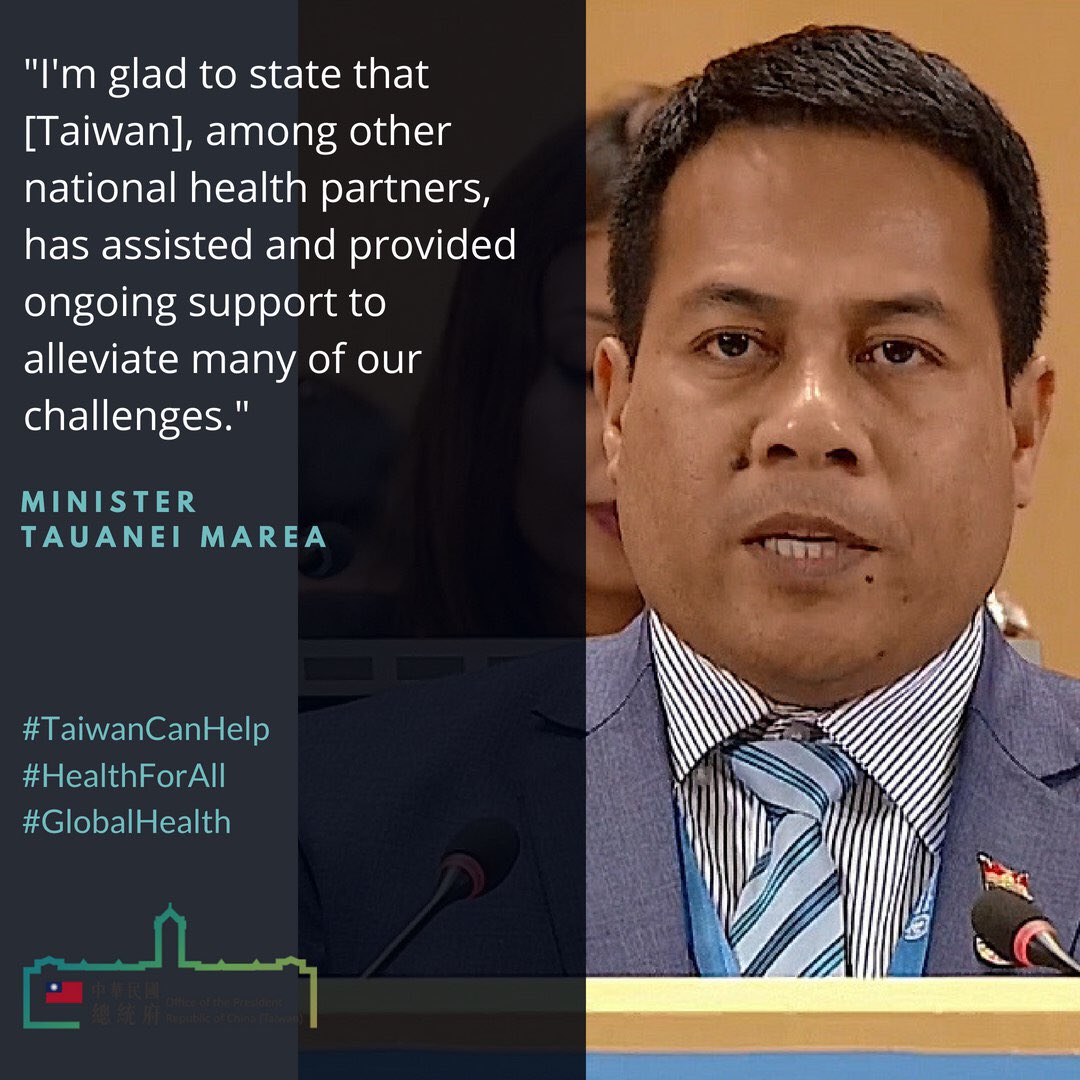 "I'm glad to state that
[Taiwan], among other
national health partners,
has assisted and provided
ongoing support to
alleviate many of our
challenges."
MINISTER
TAUANEI MAREA
#TaiwanCanHelp
#HealthForAll
#GlobalHealth
中華民國
總統府
Office of the President
Republic of China (Taiwan)